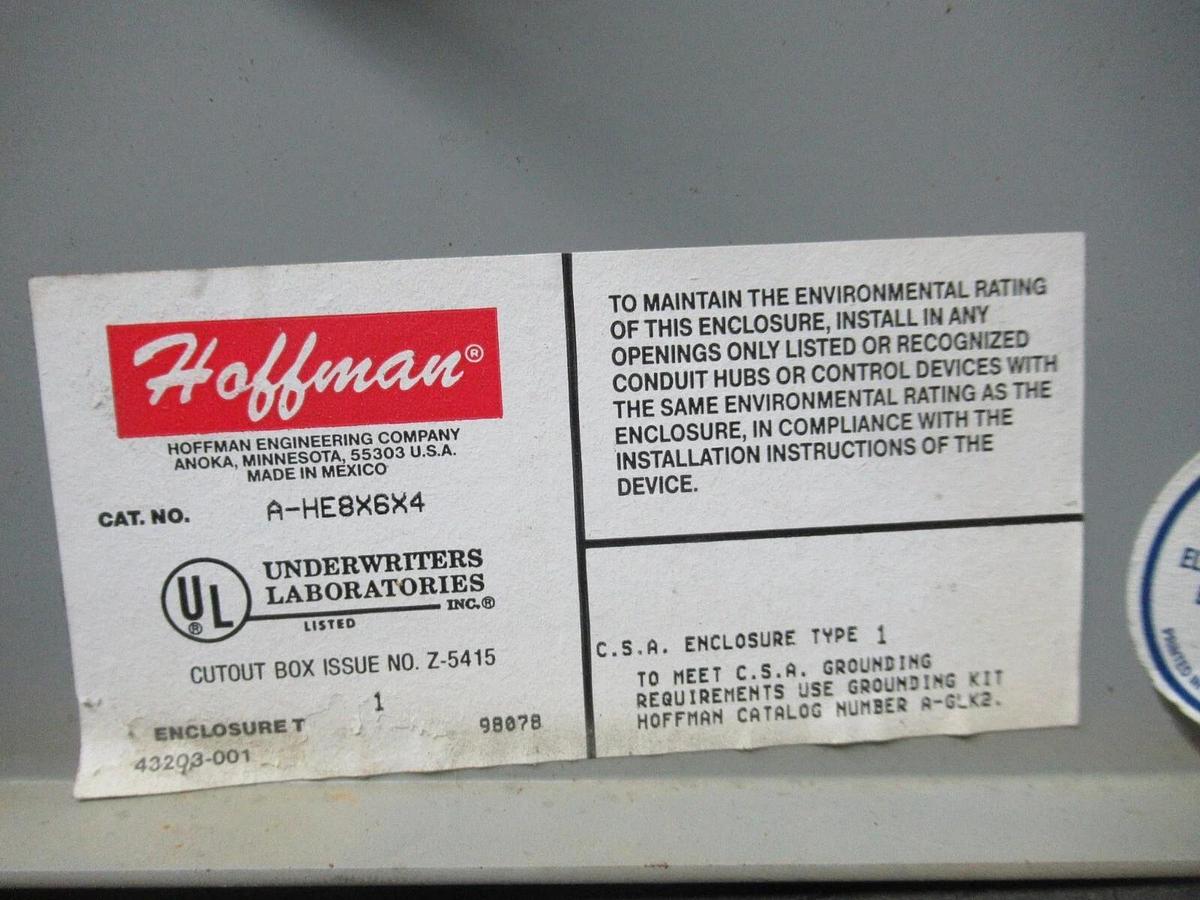 Hoffman®
HOFFMAN ENGINEERING COMPANY
ANOKA, MINNESOTA, 55303 U.S.A.
MADE IN MEXICO
CAT. NO. A-HE8X6X4
UL®
UNDERWRITERS
LABORATORIES
INC.®
LISTED
CUTOUT BOX ISSUE NO. Z-5415
1
ENCLOSURE T 98078
43203-001
TO MAINTAIN THE ENVIRONMENTAL RATING
OF THIS ENCLOSURE, INSTALL IN ANY
OPENINGS ONLY LISTED OR RECOGNIZED
CONDUIT HUBS OR CONTROL DEVICES WITH
THE SAME ENVIRONMENTAL RATING AS THE
ENCLOSURE, IN COMPLIANCE WITH THE
INSTALLATION INSTRUCTIONS OF THE
DEVICE.
C.S.A. ENCLOSURE TYPE 1
TO MEET C.S.A. GROUNDING
REQUIREMENTS USE GROUNDING KIT
HOFFMAN CATALOG NUMBER A-GLK2.
PRINTED